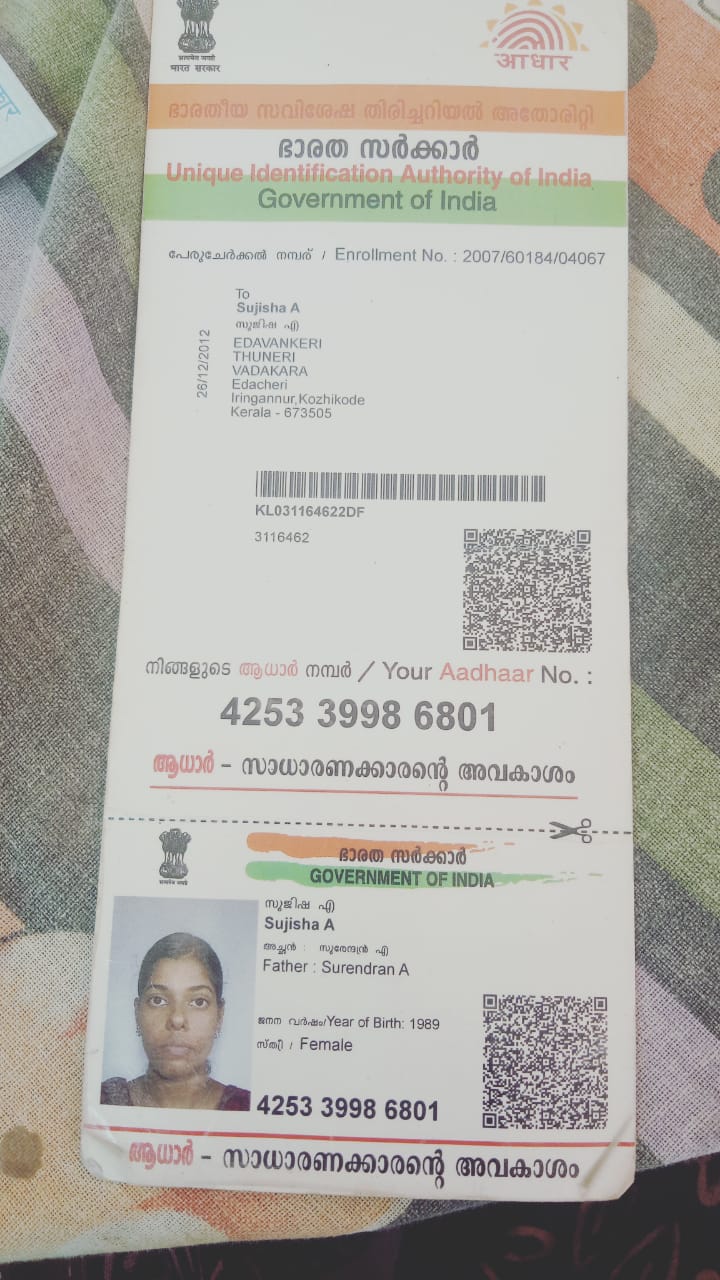 सत्यमेव जयते
भारत सरकार
आधार
ഭാരതീയ സവിശേഷ തിരിച്ചറിയൽ അതോരിറ്റി
ഭാരത സർക്കാർ
Unique Identification Authority of India
Government of India
പേരുചേർക്കൽ നമ്പര് / Enrollment No. : 2007/60184/04067
To
Sujisha A
സുജിഷ എ
EDAVANKERI
THUNERI
VADAKARA
Edacheri
Iringannur,Kozhikode
Kerala - 673505
26/12/2012
KL031164622DF
3116462
നിങ്ങളുടെ ആധാർ നമ്പർ / Your Aadhaar No. :
4253 3998 6801
ആധാർ - സാധാരണക്കാരന്റെ അവകാശം
ഭാരത സർക്കാർ
GOVERNMENT OF INDIA
सत्यमेव जयते
സുജിഷ എ
Sujisha A
അച്ഛൻ : സുരേന്ദ്രൻ എ
Father : Surendran A
ജനന വർഷം/Year of Birth: 1989
സ്ത്രീ / Female
4253 3998 6801
ആധാർ - സാധാരണക്കാരന്റെ അവകാശം